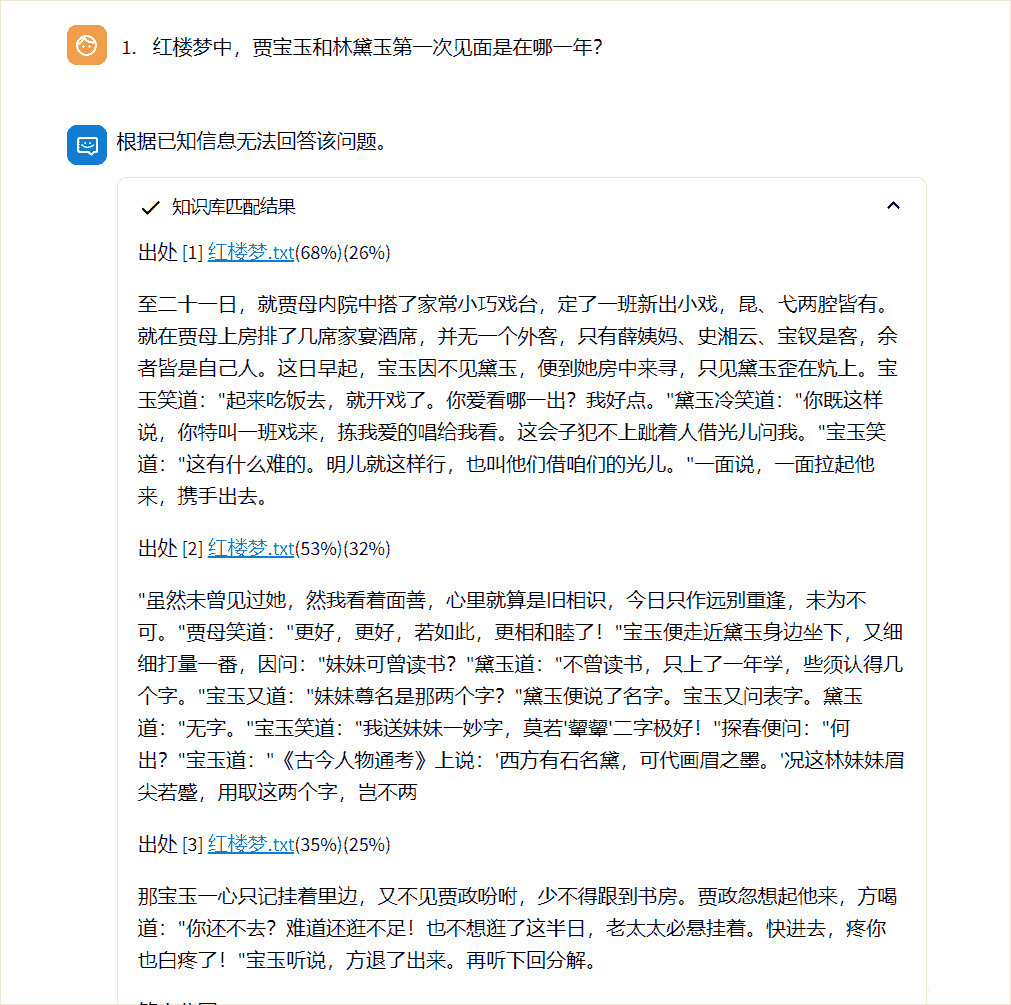 1. 红楼梦中，贾宝玉和林黛玉第一次见面是在哪一年？
根据已知信息无法回答该问题。
知识库匹配结果
出处 [1] 红楼梦.txt(68%)(26%)
至二十一日，就贾母内院中搭了家常小巧戏台，定了一班新出小戏，昆、弋两腔皆有。
就在贾母上房排了几席家宴酒席，并无一个外客，只有薛姨妈、史湘云、宝钗是客，余
者皆是自己人。这日早起，宝玉因不见黛玉，便到她房中来寻，只见黛玉歪在炕上。宝
玉笑道："起来吃饭去，就开戏了。你爱看哪一出？我好点。"黛玉冷笑道："你既这样
说，你特叫一班戏来，拣我爱的唱给我看。这会子犯不上跐着人借光儿问我。"宝玉笑
道："这有什么难的。明儿就这样行，也叫他们借咱们的光儿。"一面说，一面拉起他
来，携手出去。
出处 [2] 红楼梦.txt(53%)(32%)
"虽然未曾见过她，然我看着面善，心里就算是旧相识，今日只作远别重逢，未为不
可。"贾母笑道："更好，更好，若如此，更相和睦了！"宝玉便走近黛玉身边坐下，又细
细打量一番，因问："妹妹可曾读书？"黛玉道："不曾读书，只上了一年学，些须认得几
个字。"宝玉又道："妹妹尊名是那两个字？"黛玉便说了名字。宝玉又问表字。黛玉
道："无字。"宝玉笑道："我送妹妹一妙字，莫若'颦颦'二字极好！"探春便问："何
出？"宝玉道："《古今人物通考》上说：'西方有石名黛，可代画眉之墨。'况这林妹妹眉
尖若蹙，用取这两个字，岂不两
出处 [3] 红楼梦.txt(35%)(25%)
那宝玉一心只记挂着里边，又不见贾政吩咐，少不得跟到书房。贾政忽想起他来，方喝
道："你还不去？难道还逛不足！也不想逛了这半日，老太太必悬挂着。快进去，疼你
也白疼了！"宝玉听说，方退了出来。再听下回分解。